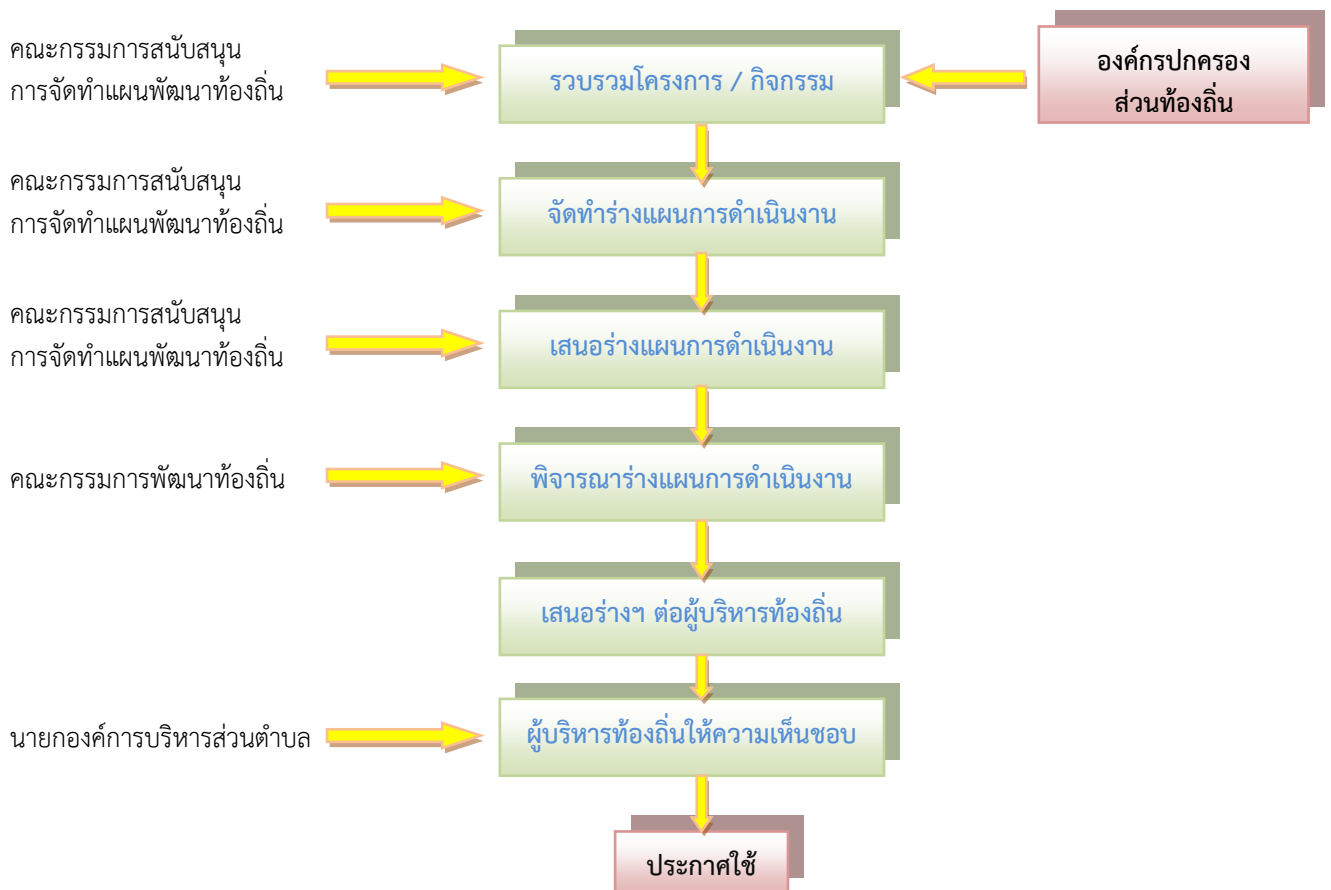 คณะกรรมการสนับสนุน
การจัดทำแผนพัฒนาท้องถิ่น
รวบรวมโครงการ / กิจกรรม
องค์กรปกครอง
ส่วนท้องถิ่น
คณะกรรมการสนับสนุน
การจัดทำแผนพัฒนาท้องถิ่น
จัดทำร่างแผนการดำเนินงาน
คณะกรรมการสนับสนุน
การจัดทำแผนพัฒนาท้องถิ่น
เสนอร่างแผนการดำเนินงาน
คณะกรรมการพัฒนาท้องถิ่น
พิจารณาร่างแผนการดำเนินงาน
เสนอร่างฯ ต่อผู้บริหารท้องถิ่น
นายกองค์การบริหารส่วนตำบล
ผู้บริหารท้องถิ่นให้ความเห็นชอบ
ประกาศใช้